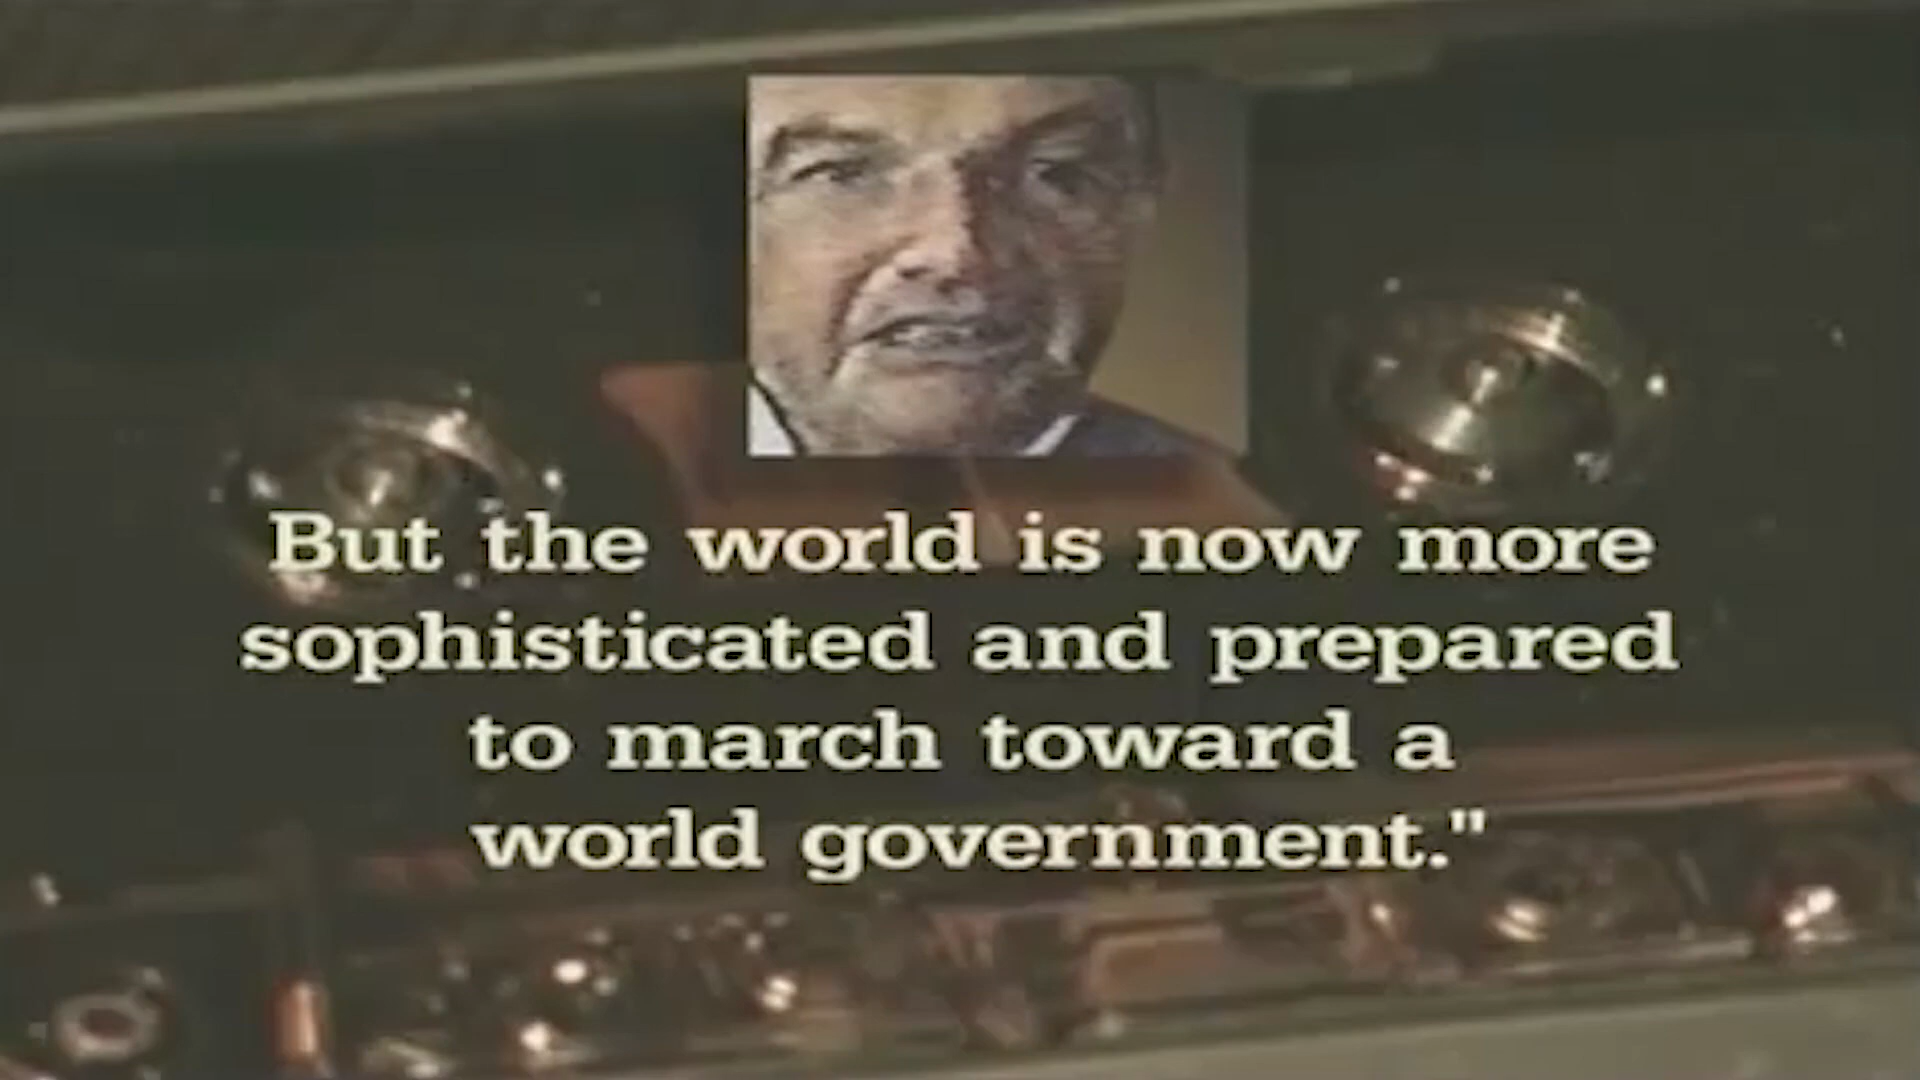 But the world is now more
sophisticated and prepared
to march toward a
world government."